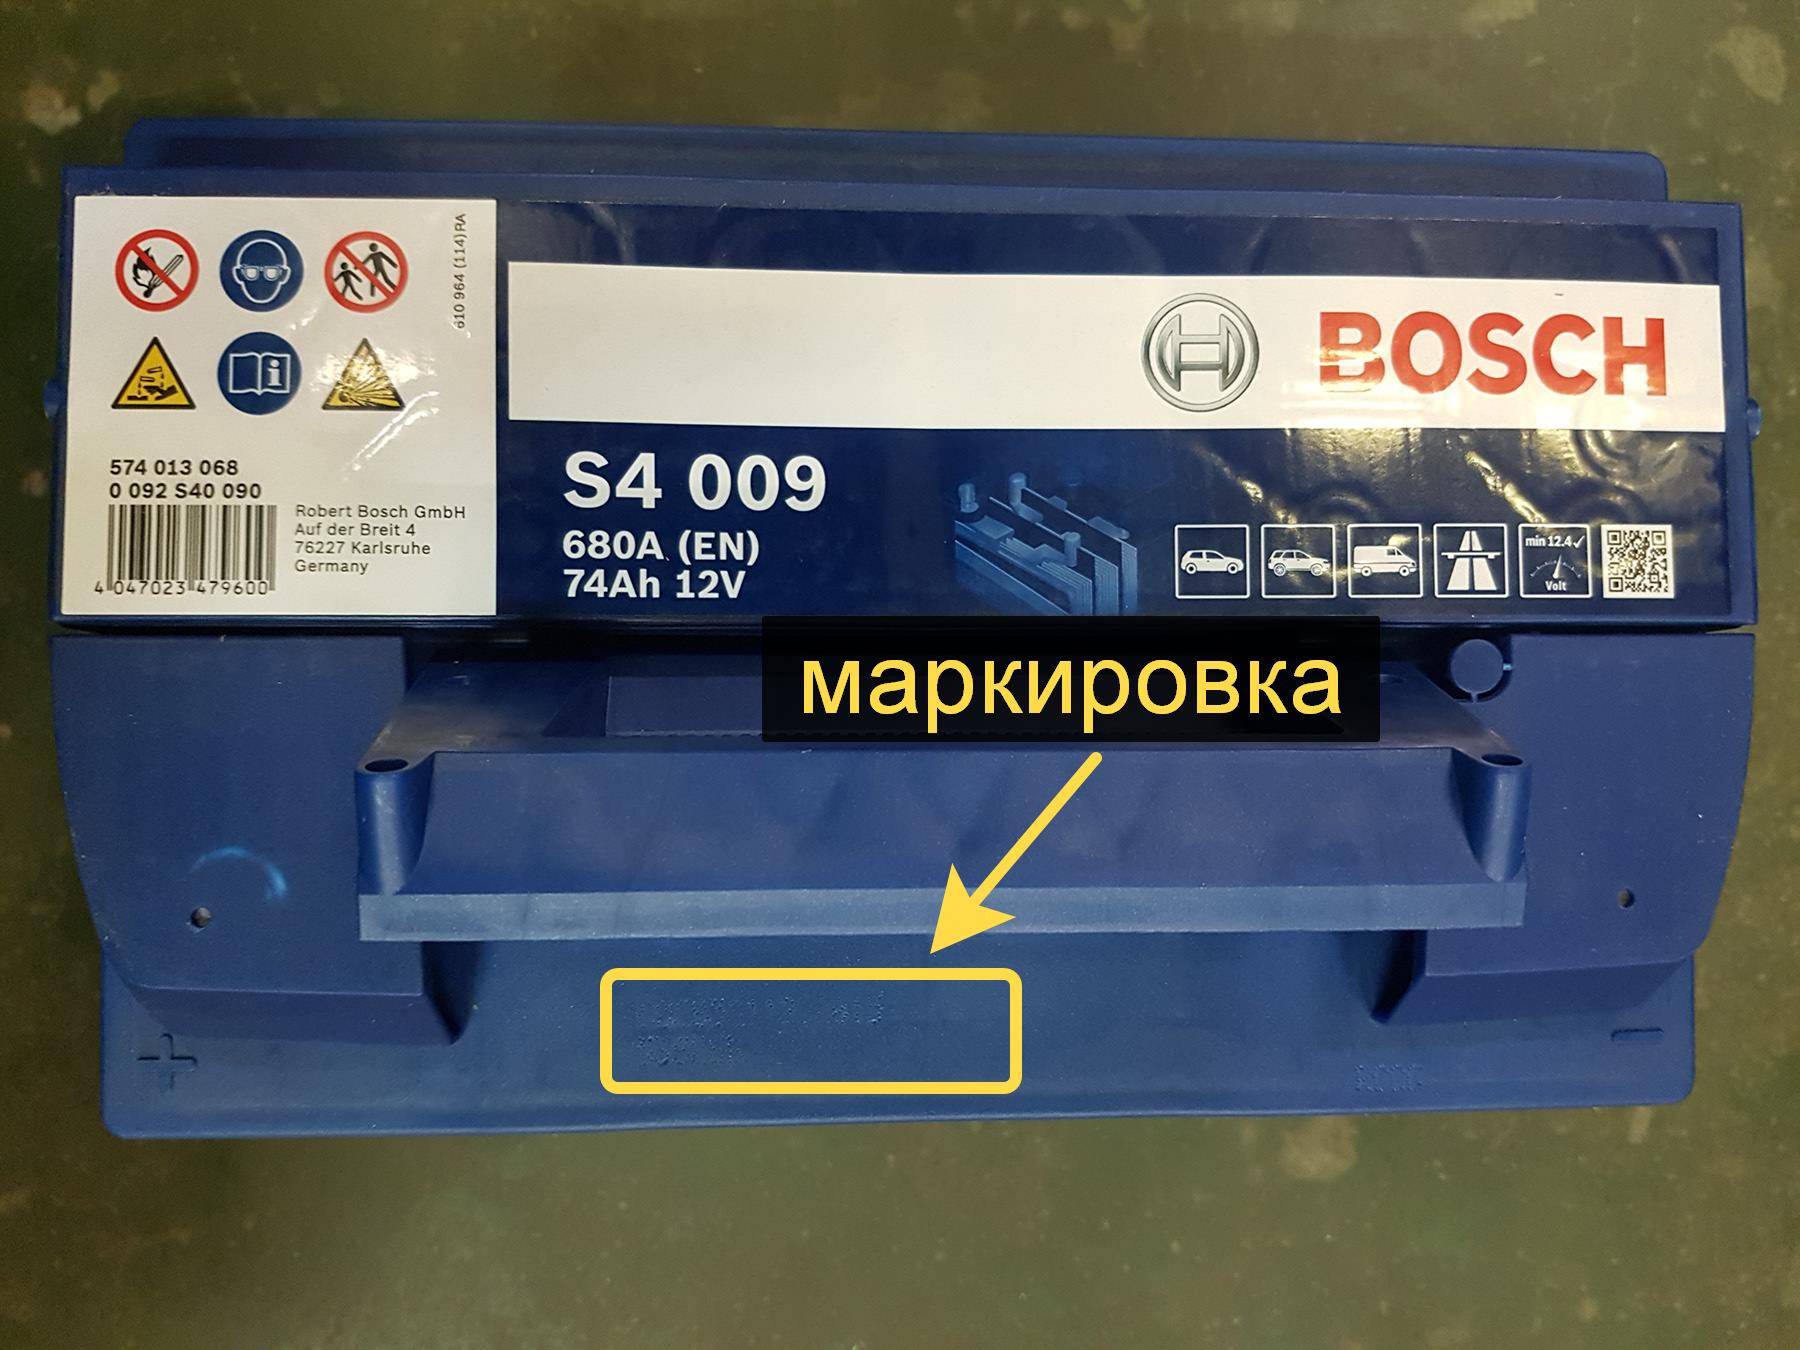 610 964 (114)RA
BOSCH
574 013 068
0 092 S40 090
Robert Bosch GmbH
Auf der Breit 4
76227 Karlsruhe
Germany
4 047023 479600
S4 009
680A (EN)
74Ah 12V
min 12.4✓
Volt
маркировка
+ −